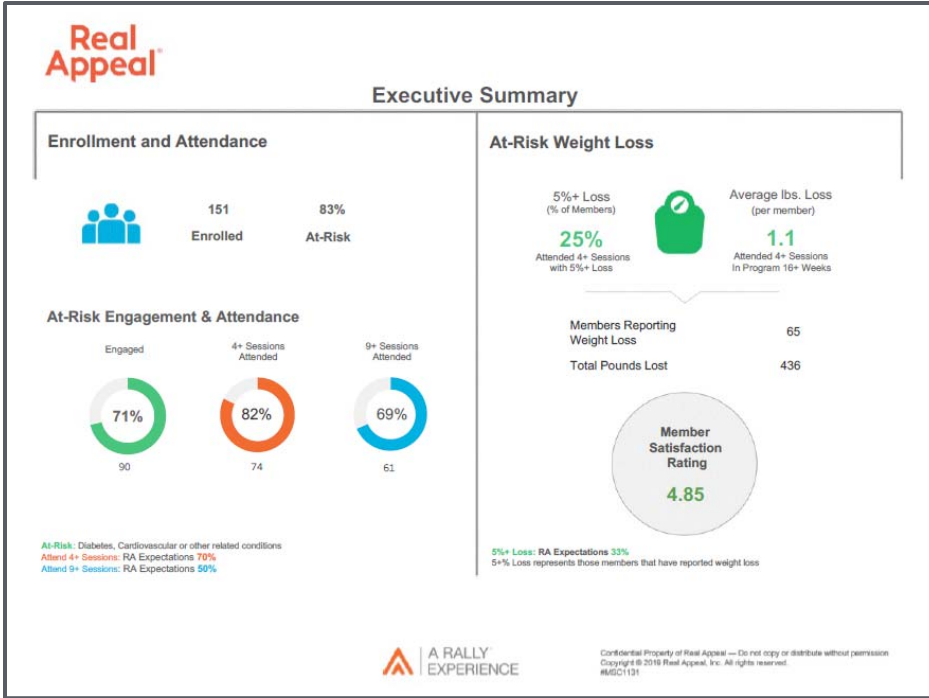 Real
Appeal
Executive Summary
Enrollment and Attendance
151
83%
Enrolled
At-Risk
At-Risk Engagement & Attendance
Engaged
4+ Sessions
Attended
9+ Sessions
Attended
71%
82%
69%
90
74
61
At-Risk: Diabetes, Cardiovascular or other related conditions
Attend 4+ Sessions: RA Expectations 70%
Attend 9+ Sessions: RA Expectations 50%
At-Risk Weight Loss
5%+ Loss
(% of Members)
25%
Attended 4+ Sessions
with 5%+ Loss
Average lbs. Loss
(per member)
1.1
Attended 4+ Sessions
In Program 16+ Weeks
Members Reporting
Weight Loss
65
Total Pounds Lost
436
Member
Satisfaction
Rating
4.85
5%+ Loss: RA Expectations 33%
5+% Loss represents those members that have reported weight loss
A RALLY
EXPERIENCE
Confidential Property of Real Appeal — Do not copy or distribute without permission
Copyright © 2019 Real Appeal, Inc. All rights reserved.
#MSC1131